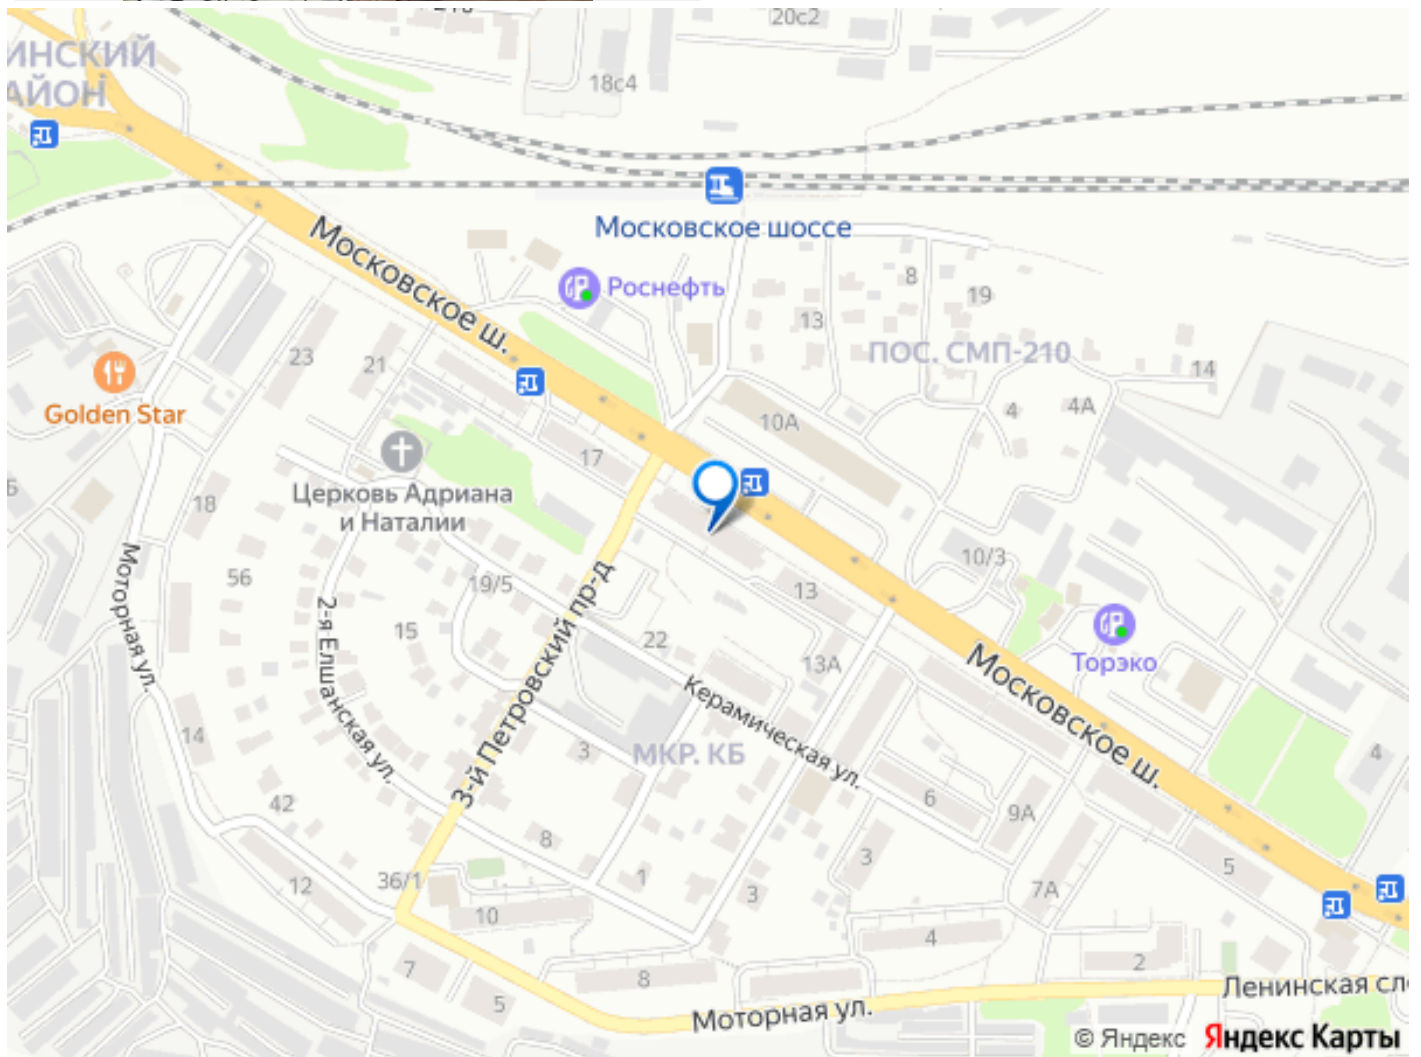 20с2
ИНСКИЙ
АЙОН
18с4
Московское шоссе
Московское ш.
Роснефть
8
19
13
ПОС. СМП-210
23
21
14
Golden Star
4
4А
10А
17
Церковь Адриана
и Наталии
18
10/3
56
19/5
13
Моторная ул.
2-я Елшанская ул.
15
3-й Петровский пр-д
22
13А
Торэко
Керамическая ул.
Московское ш.
14
3
МКР. КБ
4
42
6
9А
8
3
5
12
36/1
1
3
7А
10
4
2
7
8
5
Ленинская сл
Моторная ул.
© Яндекс Яндекс Карты